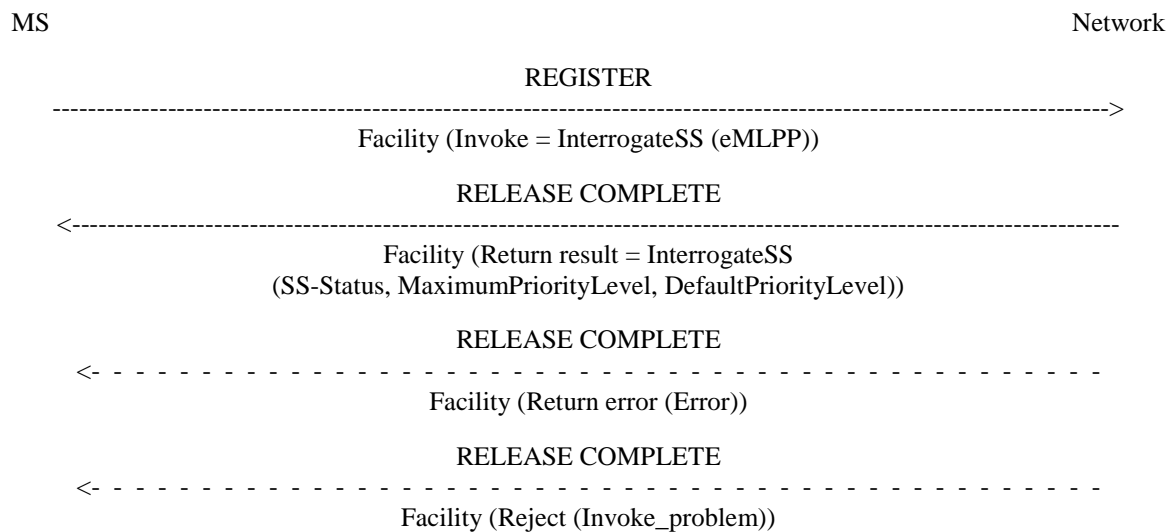 MS Network
REGISTER
------------------------------------------------------------------------------------------------------------------------>
Facility (Invoke = InterrogateSS (eMLPP))
RELEASE COMPLETE
<------------------------------------------------------------------------------------------------------------------------
Facility (Return result = InterrogateSS
(SS-Status, MaximumPriorityLevel, DefaultPriorityLevel))
RELEASE COMPLETE
<- - - - - - - - - - - - - - - - - - - - - - - - - - - - - - - - - - - - - - - - - - - - - -
Facility (Return error (Error))
RELEASE COMPLETE
<- - - - - - - - - - - - - - - - - - - - - - - - - - - - - - - - - - - - - - - - - - - - - -
Facility (Reject (Invoke_problem))